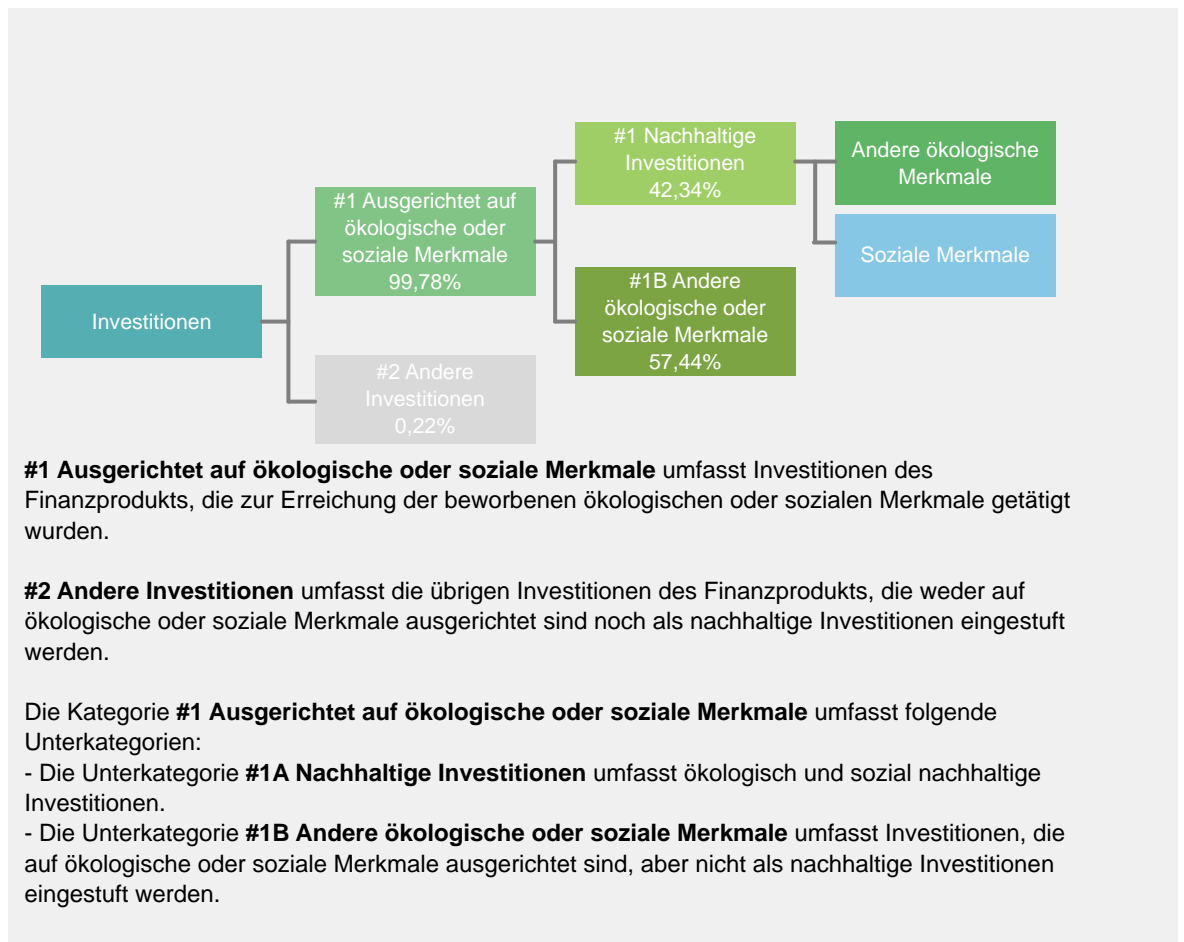 #1 Nachhaltige
Investitionen
42,34%
Andere ökologische
Merkmale
#1 Ausgerichtet auf
ökologische oder
soziale Merkmale
99,78%
Soziale Merkmale
#1B Andere
ökologische oder
soziale Merkmale
57,44%
Investitionen
#2 Andere
Investitionen
0,22%
#1 Ausgerichtet auf ökologische oder soziale Merkmale umfasst Investitionen des
Finanzprodukts, die zur Erreichung der beworbenen ökologischen oder sozialen Merkmale getätigt
wurden.
#2 Andere Investitionen umfasst die übrigen Investitionen des Finanzprodukts, die weder auf
ökologische oder soziale Merkmale ausgerichtet sind noch als nachhaltige Investitionen eingestuft
werden.
Die Kategorie #1 Ausgerichtet auf ökologische oder soziale Merkmale umfasst folgende
Unterkategorien:
- Die Unterkategorie #1A Nachhaltige Investitionen umfasst ökologisch und sozial nachhaltige
Investitionen.
- Die Unterkategorie #1B Andere ökologische oder soziale Merkmale umfasst Investitionen, die
auf ökologische oder soziale Merkmale ausgerichtet sind, aber nicht als nachhaltige Investitionen
eingestuft werden.